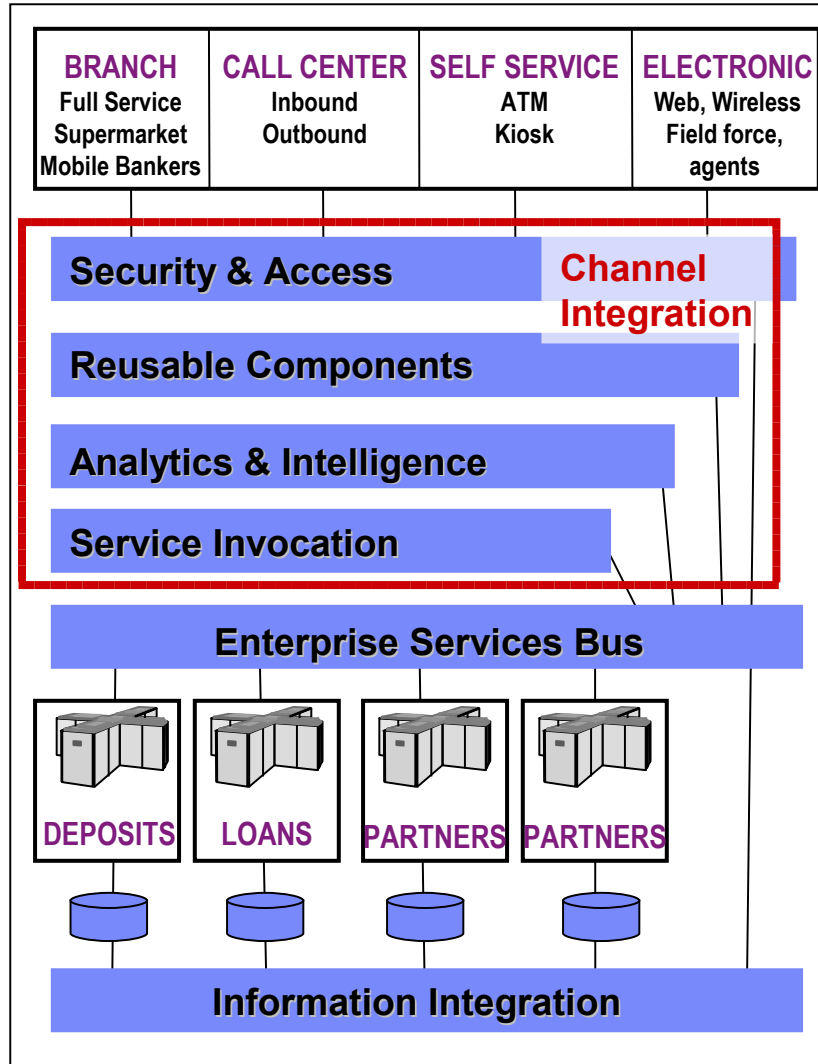 BRANCH
Full Service
Supermarket
Mobile Bankers
CALL CENTER
Inbound
Outbound
SELF SERVICE
ATM
Kiosk
ELECTRONIC
Web, Wireless
Field force,
agents
Security & Access
Channel
Integration
Reusable Components
Analytics & Intelligence
Service Invocation
Enterprise Services Bus
DEPOSITS
LOANS
PARTNERS
PARTNERS
Information Integration